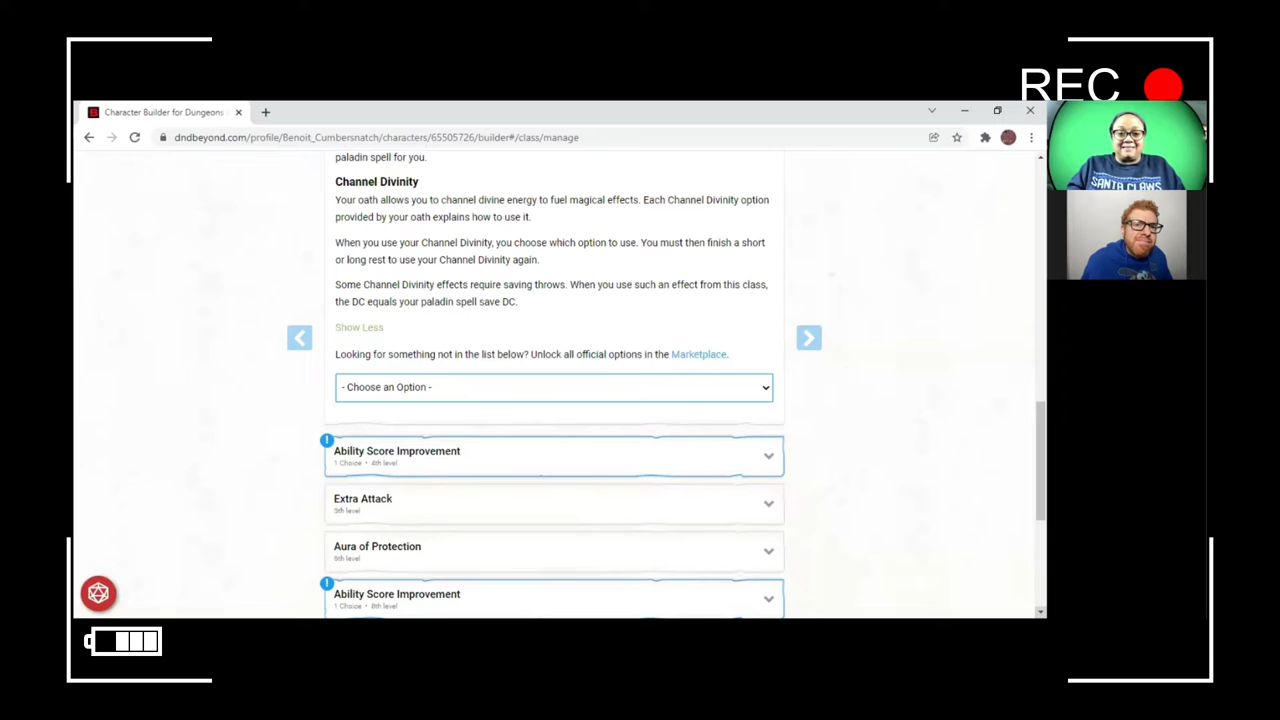 REC
Character Builder for Dungeons
dndbeyond.com/profile/Benoit_Cumbersnatch/characters/65505726/builder#/class/manage
SANTA CLAWS
paladin spell for you.
Channel Divinity
Your oath allows you to channel divine energy to fuel magical effects. Each Channel Divinity option
provided by your oath explains how to use it.
When you use your Channel Divinity, you choose which option to use. You must then finish a short
or long rest to use your Channel Divinity again.
Some Channel Divinity effects require saving throws. When you use such an effect from this class,
the DC equals your paladin spell save DC.
Show Less
Looking for something not in the list below? Unlock all official options in the Marketplace.
- Choose an Option -
Ability Score Improvement
1 Choice • 4th level
Extra Attack
5th level
Aura of Protection
6th level
Ability Score Improvement
1 Choice • 8th level